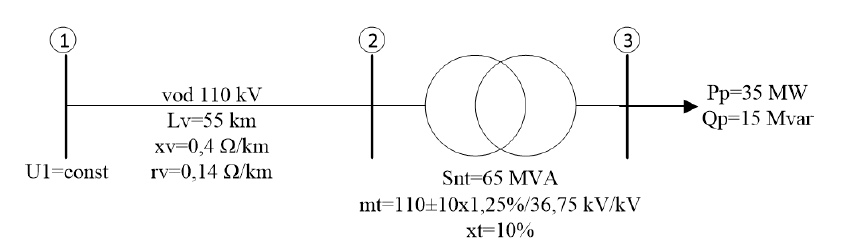 1
2
3
vod 110 kV
Lv=55 km
xv=0,4 Ω/km
rv=0,14 Ω/km
U1=const
Snt=65 MVA
mt=110±10x1,25%/36,75 kV/kV
xt=10%
Pp=35 MW
Qp=15 Mvar